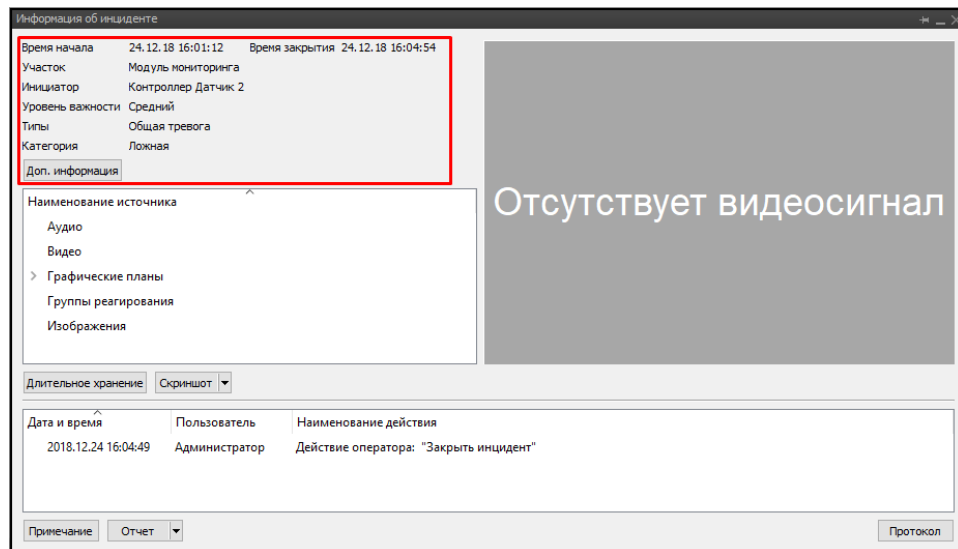 Информация об инциденте
Время начала 24.12.18 16:01:12 Время закрытия 24.12.18 16:04:54
Участок Модуль мониторинга
Инициатор Контроллер Датчик 2
Уровень важности Средний
Типы Общая тревога
Категория Ложная
Доп. информация
Наименование источника
Аудио
Видео
Графические планы
Группы реагирования
Изображения
Отсутствует видеосигнал
Длительное хранение Скриншот
Дата и время Пользователь Наименование действия
2018.12.24 16:04:49 Администратор Действие оператора: "Закрыть инцидент"
Примечание Отчет Протокол